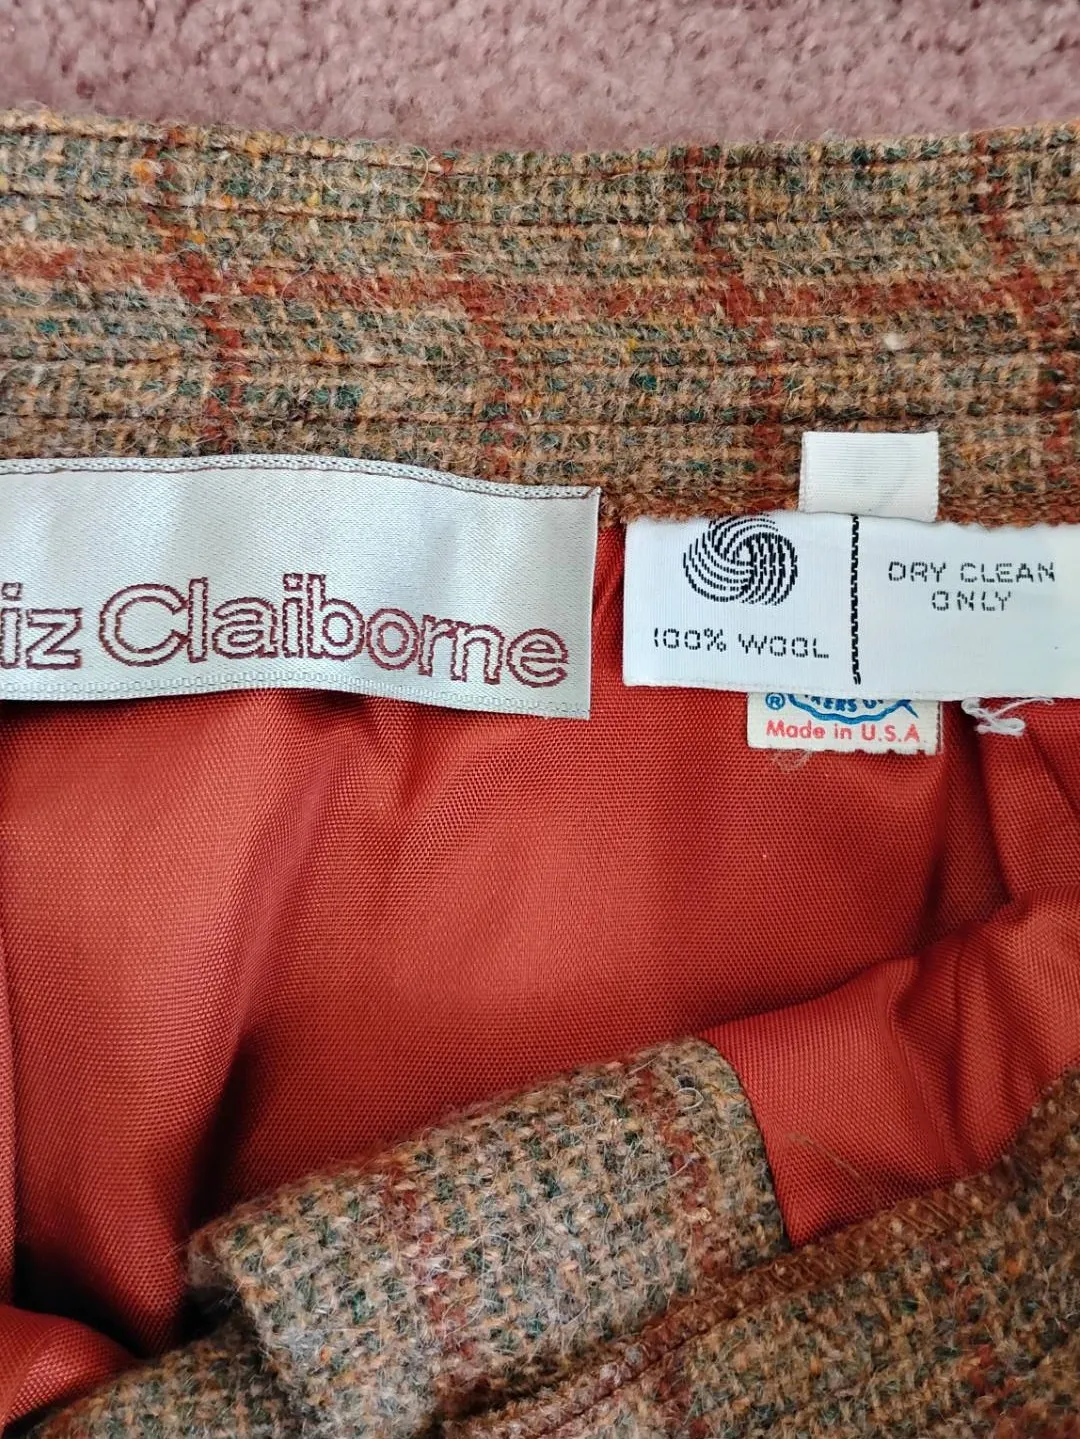 iz Claiborne
DRY CLEAN
ONLY
100% WOOL
®
Made in U.S.A.